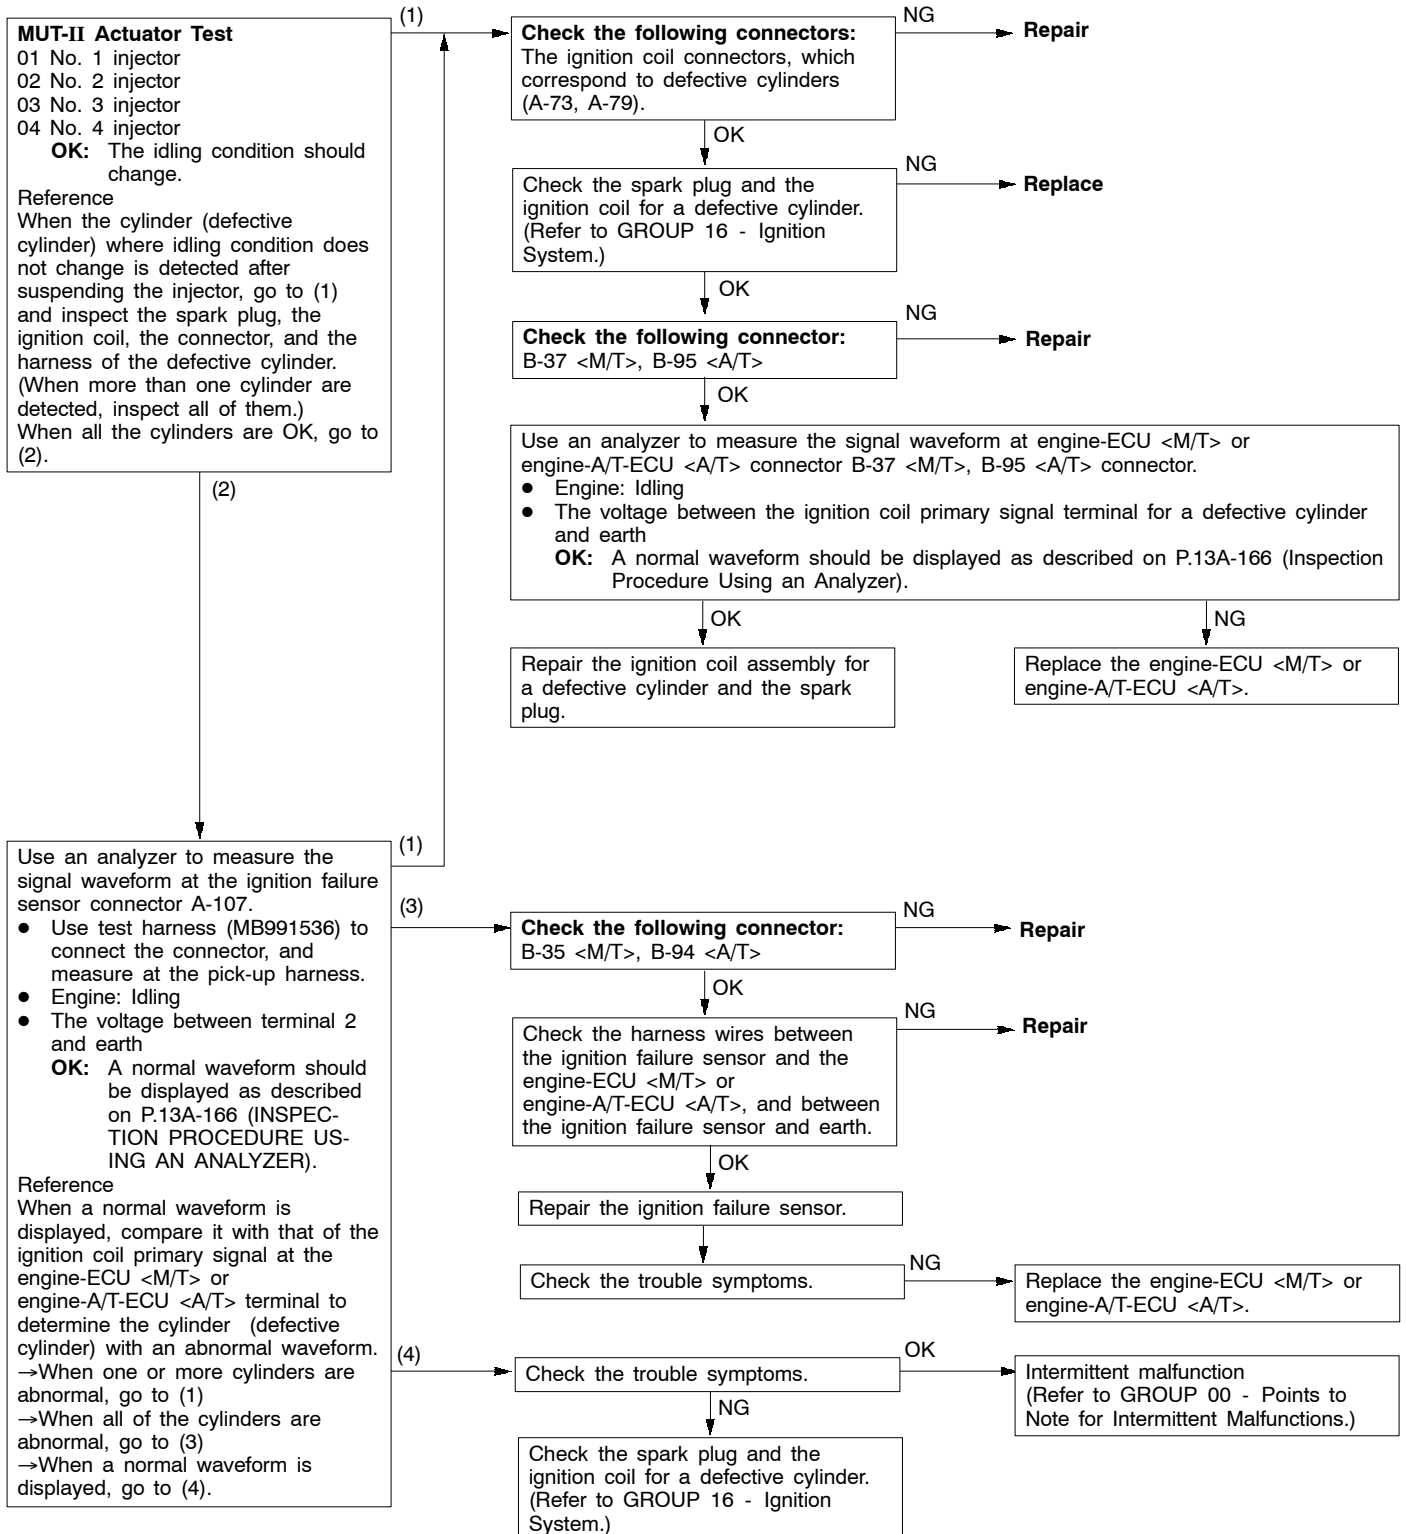 MUT-II Actuator Test
01 No. 1 injector
02 No. 2 injector
03 No. 3 injector
04 No. 4 injector
OK: The idling condition should
change.
Reference
When the cylinder (defective
cylinder) where idling condition does
not change is detected after
suspending the injector, go to (1)
and inspect the spark plug, the
ignition coil, the connector, and the
harness of the defective cylinder.
(When more than one cylinder are
detected, inspect all of them.)
When all the cylinders are OK, go to
(2).
(1)
Check the following connectors:
The ignition coil connectors, which
correspond to defective cylinders
(A-73, A-79).
NG
Repair
OK
Check the spark plug and the
ignition coil for a defective cylinder.
(Refer to GROUP 16 - Ignition
System.)
NG
Replace
OK
Check the following connector:
B-37 <M/T>, B-95 <A/T>
NG
Repair
OK
Use an analyzer to measure the signal waveform at engine-ECU <M/T> or
engine-A/T-ECU <A/T> connector B-37 <M/T>, B-95 <A/T> connector.
● Engine: Idling
● The voltage between the ignition coil primary signal terminal for a defective cylinder
and earth
OK: A normal waveform should be displayed as described on P.13A-166 (Inspection
Procedure Using an Analyzer).
OK
NG
Repair the ignition coil assembly for
a defective cylinder and the spark
plug.
Replace the engine-ECU <M/T> or
engine-A/T-ECU <A/T>.
(2)
Use an analyzer to measure the
signal waveform at the ignition failure
sensor connector A-107.
● Use test harness (MB991536) to
connect the connector, and
measure at the pick-up harness.
● Engine: Idling
● The voltage between terminal 2
and earth
OK: A normal waveform should
be displayed as described
on P.13A-166 (INSPEC-
TION PROCEDURE US-
ING AN ANALYZER).
Reference
When a normal waveform is
displayed, compare it with that of the
ignition coil primary signal at the
engine-ECU <M/T> or
engine-A/T-ECU <A/T> terminal to
determine the cylinder (defective
cylinder) with an abnormal waveform.
→When one or more cylinders are
abnormal, go to (1)
→When all of the cylinders are
abnormal, go to (3)
→When a normal waveform is
displayed, go to (4).
(1)
(3)
Check the following connector:
B-35 <M/T>, B-94 <A/T>
NG
Repair
OK
Check the harness wires between
the ignition failure sensor and the
engine-ECU <M/T> or
engine-A/T-ECU <A/T>, and between
the ignition failure sensor and earth.
NG
Repair
OK
Repair the ignition failure sensor.
Check the trouble symptoms.
NG
Replace the engine-ECU <M/T> or
engine-A/T-ECU <A/T>.
(4)
Check the trouble symptoms.
OK
Intermittent malfunction
(Refer to GROUP 00 - Points to
Note for Intermittent Malfunctions.)
NG
Check the spark plug and the
ignition coil for a defective cylinder.
(Refer to GROUP 16 - Ignition
System.)